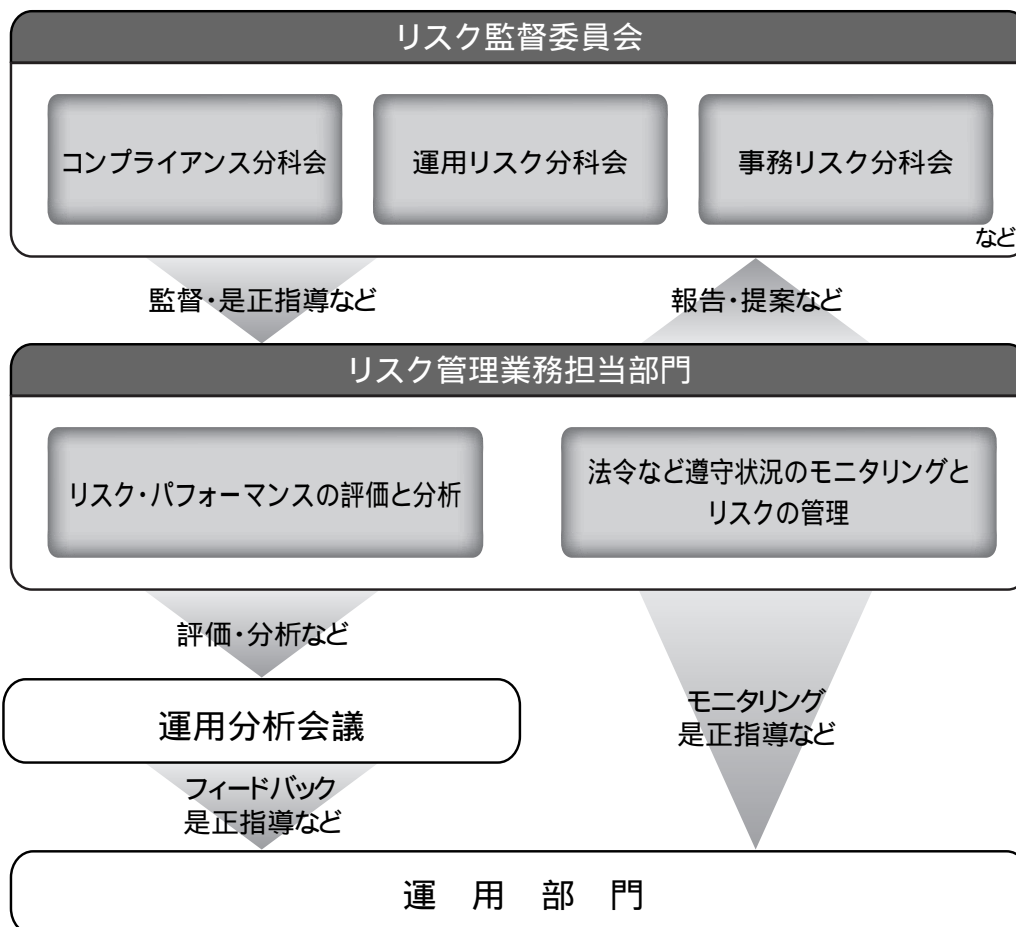 リスク監督委員会
コンプライアンス分科会
運用リスク分科会
事務リスク分科会
など
監督・是正指導など
報告・提案など
リスク管理業務担当部門
リスク・パフォーマンスの評価と分析
法令など遵守状況のモニタリングと
リスクの管理
評価・分析など
運用分析会議
モニタリング
是正指導など
フィードバック
是正指導など
運 用 部 門